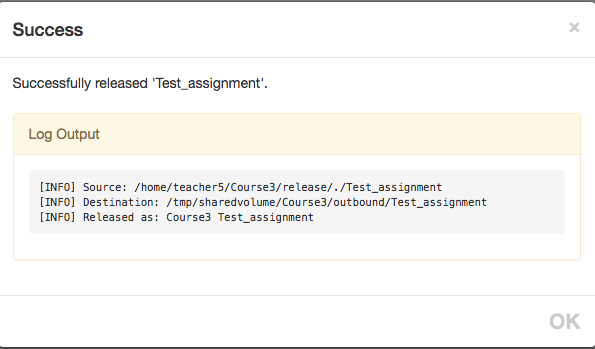 Success
×
Successfully released 'Test_assignment'.
Log Output
[INFO] Source: /home/teacher5/Course3/release/./Test_assignment
[INFO] Destination: /tmp/sharedvolume/Course3/outbound/Test_assignment
[INFO] Released as: Course3 Test_assignment
OK